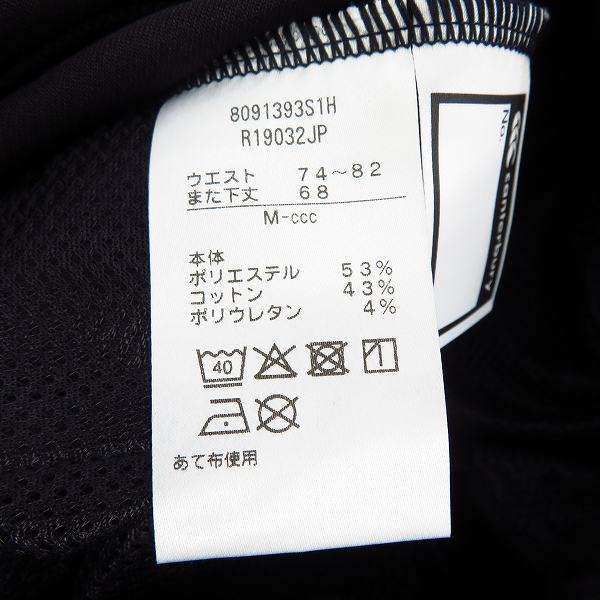 8091393S1H
R19032JP
ウエスト 74～82
また下丈 68
M-ccc
本体
ポリエステル 53%
コットン 43%
ポリウレタン 4%
40
あて布使用
No.
canterbury